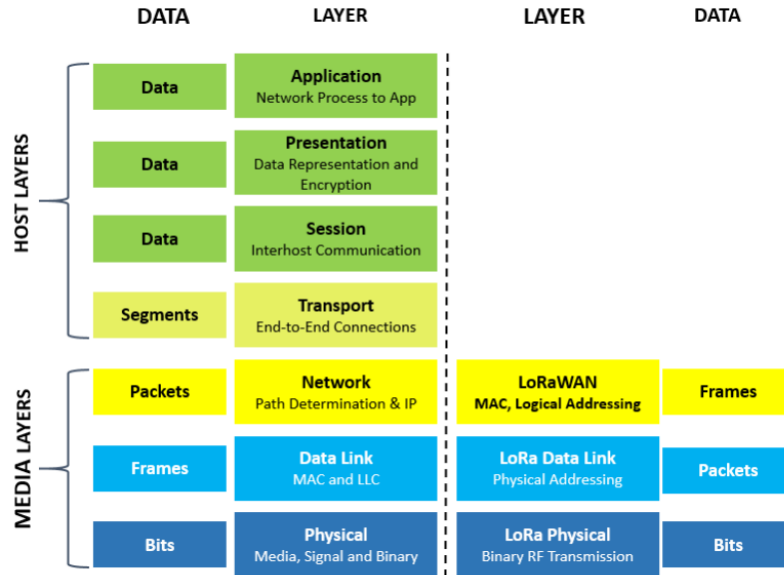 DATA LAYER LAYER DATA
HOST LAYERS
Data
Application
Network Process to App
Data
Presentation
Data Representation and
Encryption
Data
Session
Interhost Communication
Segments
Transport
End-to-End Connections
MEDIA LAYERS
Packets
Network
Path Determination & IP
LoRaWAN
MAC, Logical Addressing
Frames
Frames
Data Link
MAC and LLC
LoRa Data Link
Physical Addressing
Packets
Bits
Physical
Media, Signal and Binary
LoRa Physical
Binary RF Transmission
Bits